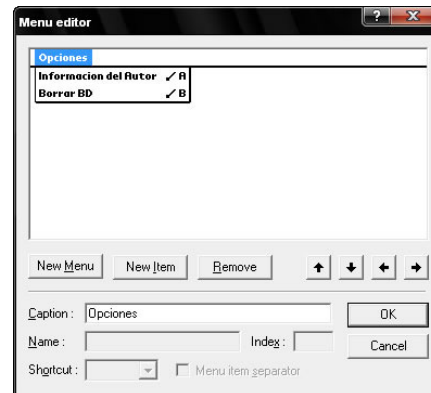 Menu editor
Opciones
Informacion del Autor ⟋ A
Borrar BD ⟋ B
New Menu New Item Remove
Caption : Opciones OK
Name : Index : Cancel
Shortcut : Menu item separator